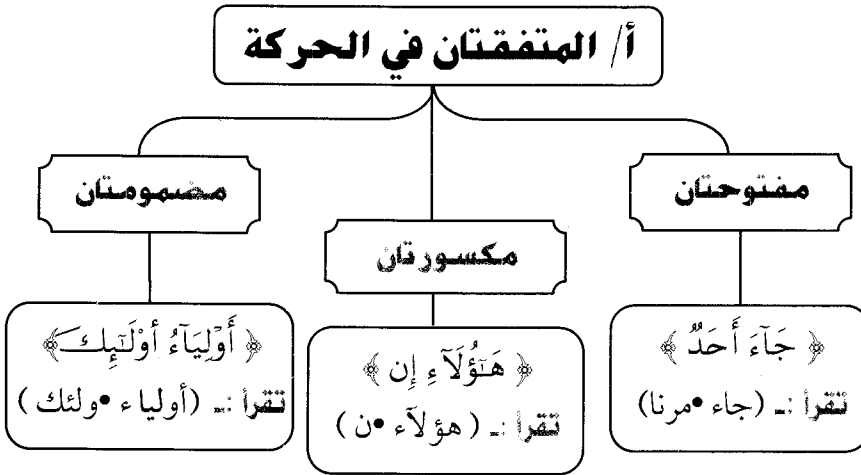 أ/ المتفقتان في الحركة
مفتوحتان
﴿ جَآءَ أَحَدٌ ﴾
تقرأ :ـ (جاء •مرنا)
مكسورتان
﴿ هَٰٓؤُلَآءِ إِن ﴾
تقرأ :ـ (هؤلآء •ن)
مضمومتان
﴿ أَوْلِيَآءُ أُوْلَٰٓئِكَ ﴾
تقرأ :ـ (أولياء •ولئك)